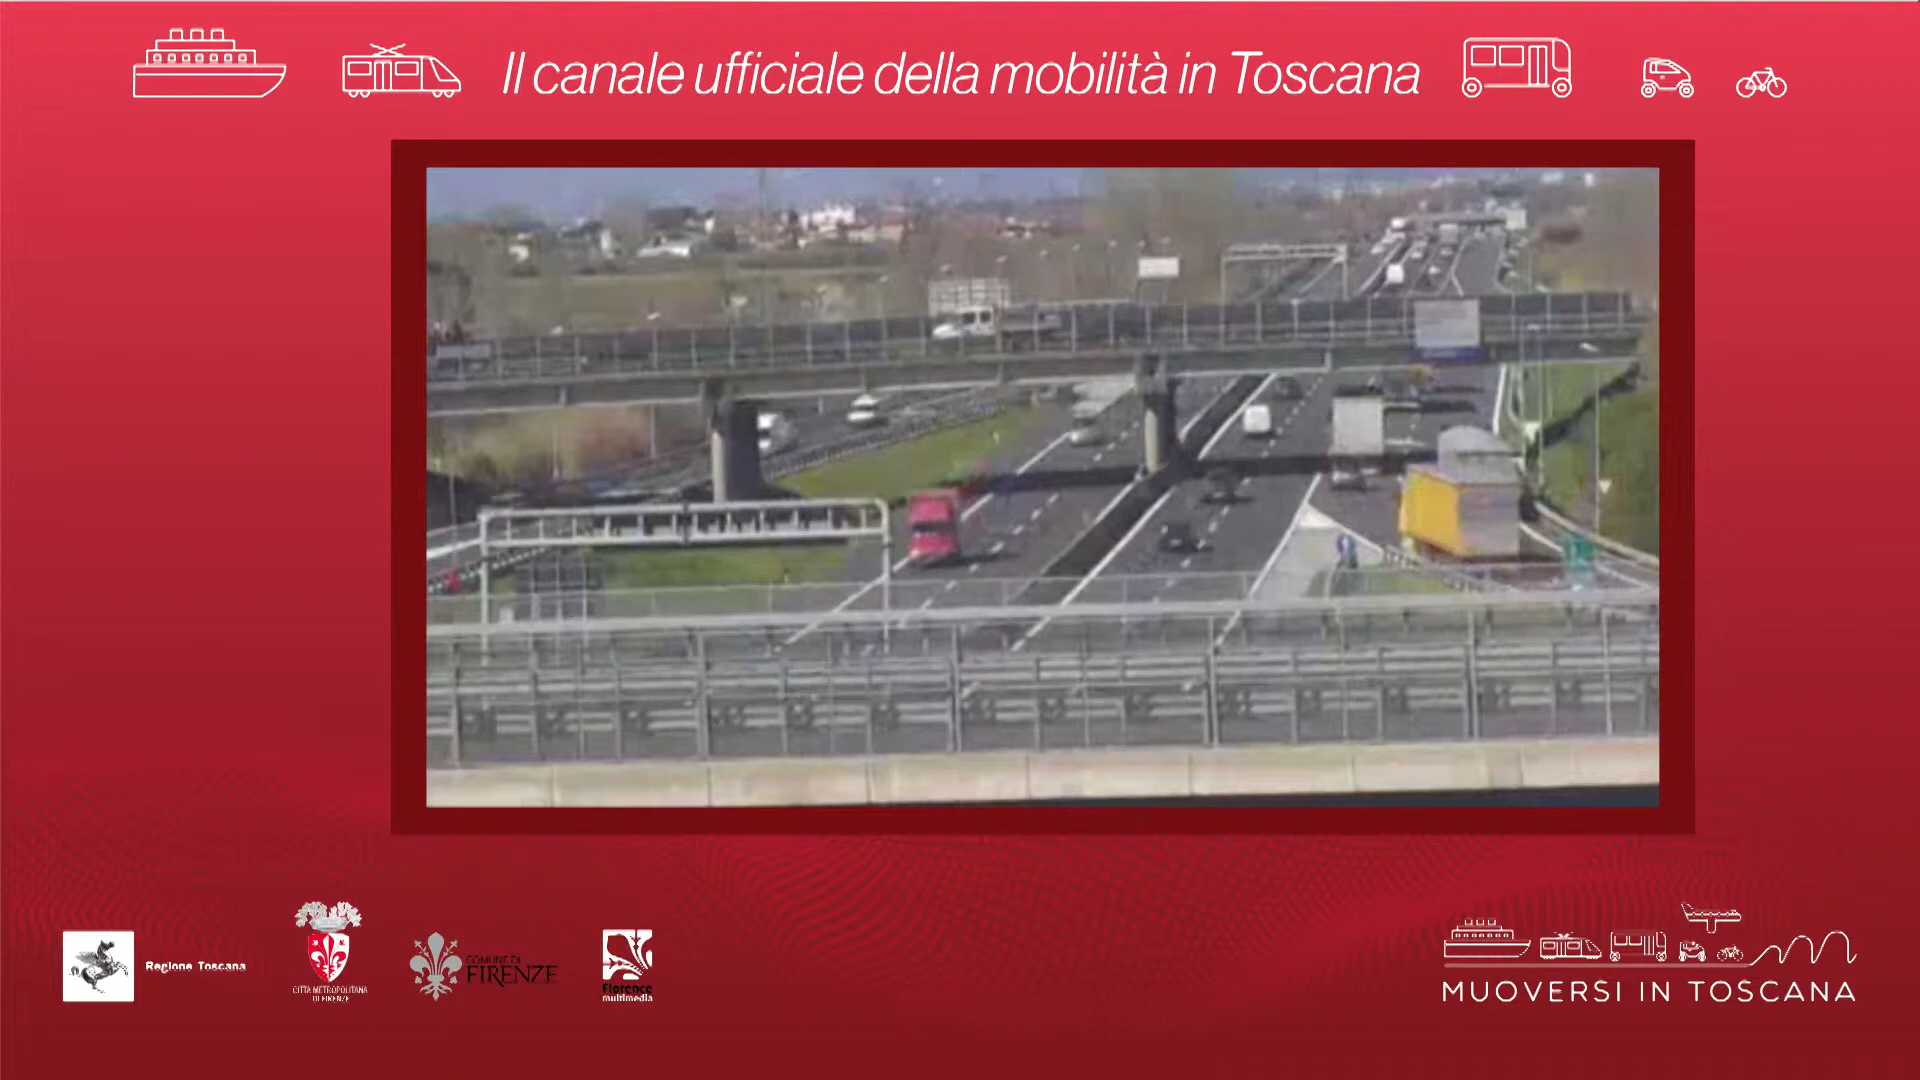 Il canale ufficiale della mobilità in Toscana
Regione Toscana
CITTÀ METROPOLITANA
DI FIRENZE
COMUNE DI
FIRENZE
Florence
multimedia
MUOVERSI IN TOSCANA